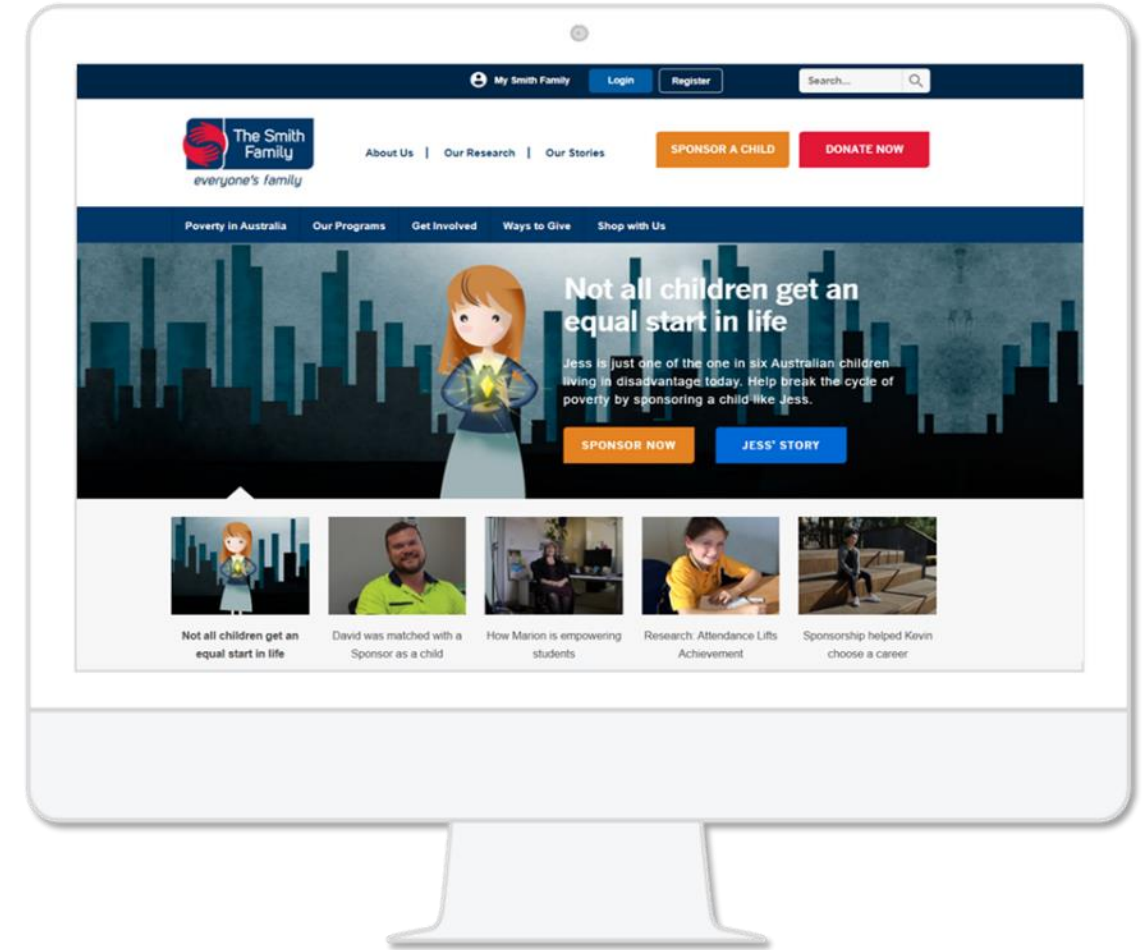 My Smith Family
Login
Register
Search...
The Smith
Family
everyone's family
About Us | Our Research | Our Stories
SPONSOR A CHILD
DONATE NOW
Poverty in Australia
Our Programs
Get Involved
Ways to Give
Shop with Us
Not all children get an
equal start in life
Jess is just one of the one in six Australian children
living in disadvantage today. Help break the cycle of
poverty by sponsoring a child like Jess.
SPONSOR NOW
JESS' STORY
Not all children get an
equal start in life
David was matched with a
Sponsor as a child
How Marion is empowering
students
Research: Attendance Lifts
Achievement
Sponsorship helped Kevin
choose a career